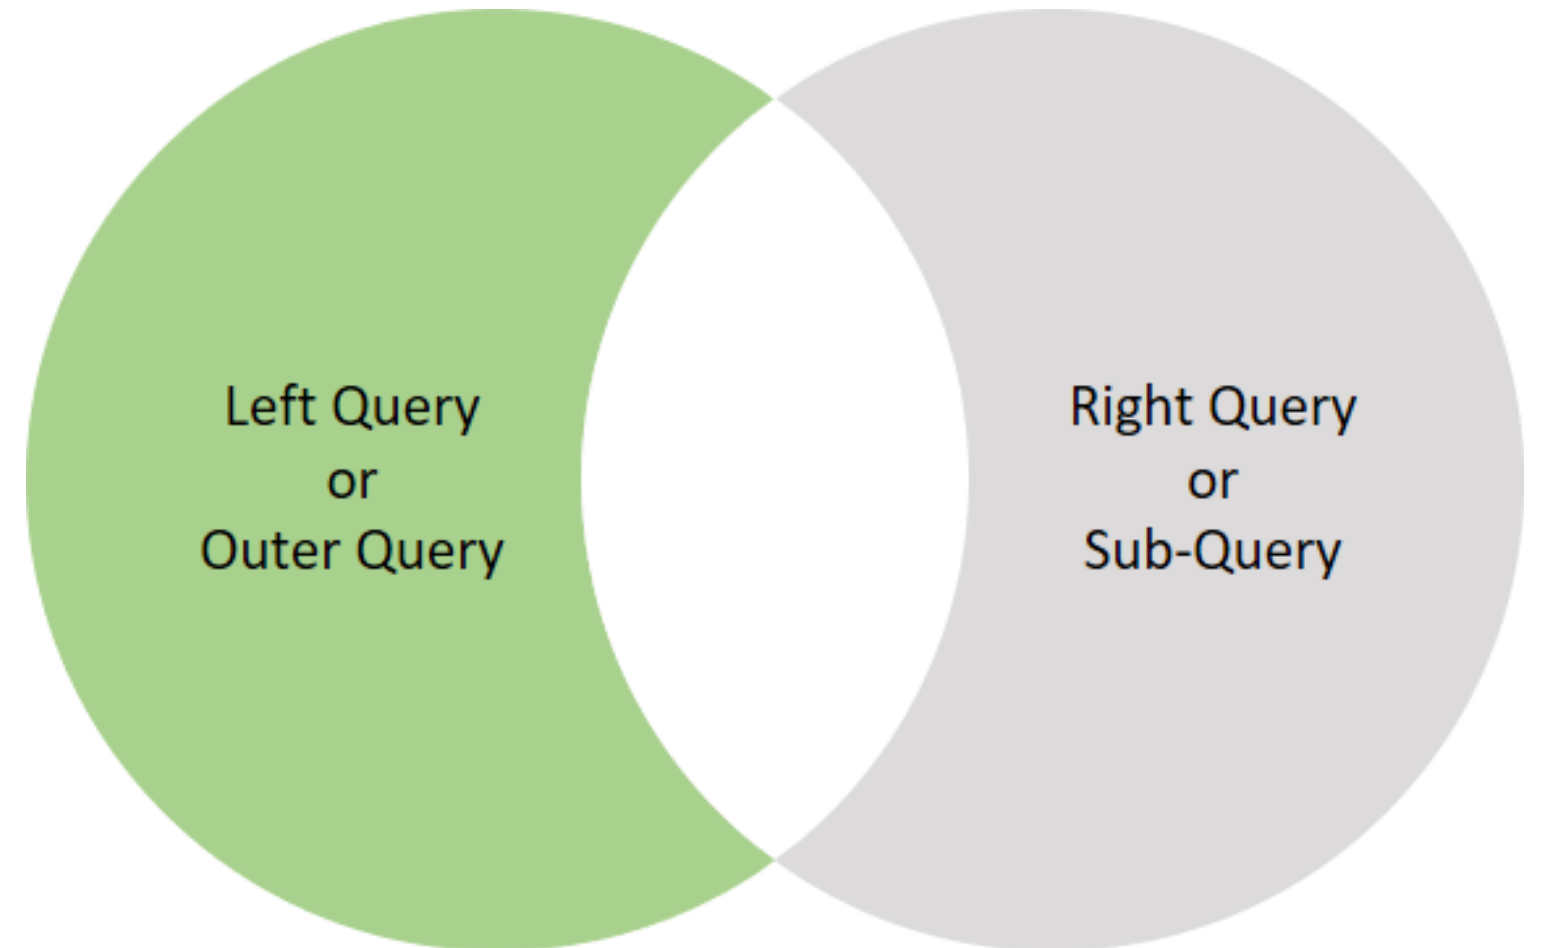 Left Query
or
Outer Query
Right Query
or
Sub-Query